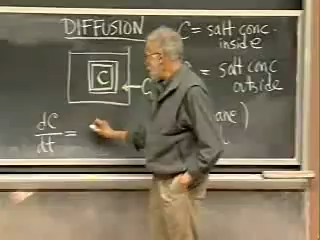 DIFFUSION
C = salt conc
inside
C
C
= salt conc
outside
dC
dt =